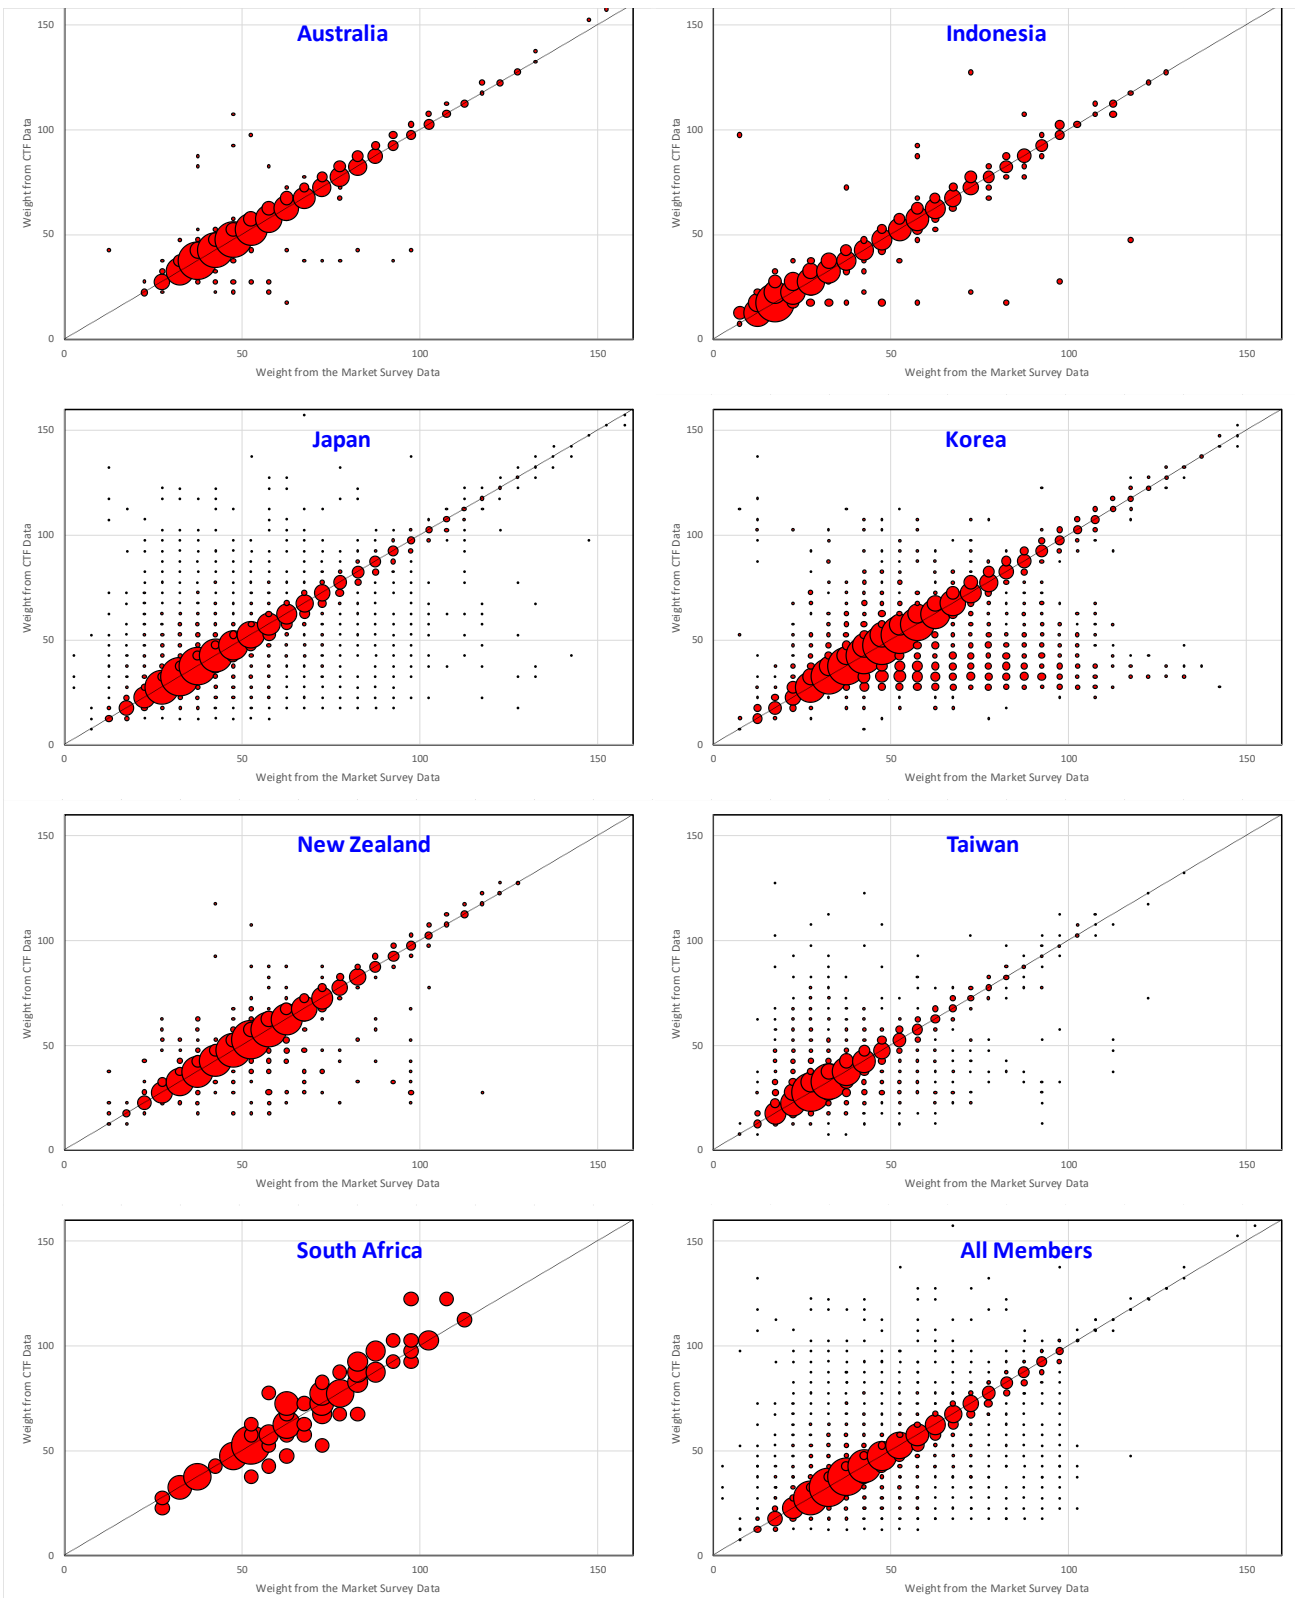 Australia
Weight from CTF Data
150
100
50
0
0 50 100 150
Weight from the Market Survey Data
Indonesia
Weight from CTF Data
150
100
50
0
0 50 100 150
Weight from the Market Survey Data
Japan
Weight from CTF Data
150
100
50
0
0 50 100 150
Weight from the Market Survey Data
Korea
Weight from CTF Data
150
100
50
0
0 50 100 150
Weight from the Market Survey Data
New Zealand
Weight from CTF Data
150
100
50
0
0 50 100 150
Weight from the Market Survey Data
Taiwan
Weight from CTF Data
150
100
50
0
0 50 100 150
Weight from the Market Survey Data
South Africa
Weight from CTF Data
150
100
50
0
0 50 100 150
Weight from the Market Survey Data
All Members
Weight from CTF Data
150
100
50
0
0 50 100 150
Weight from the Market Survey Data